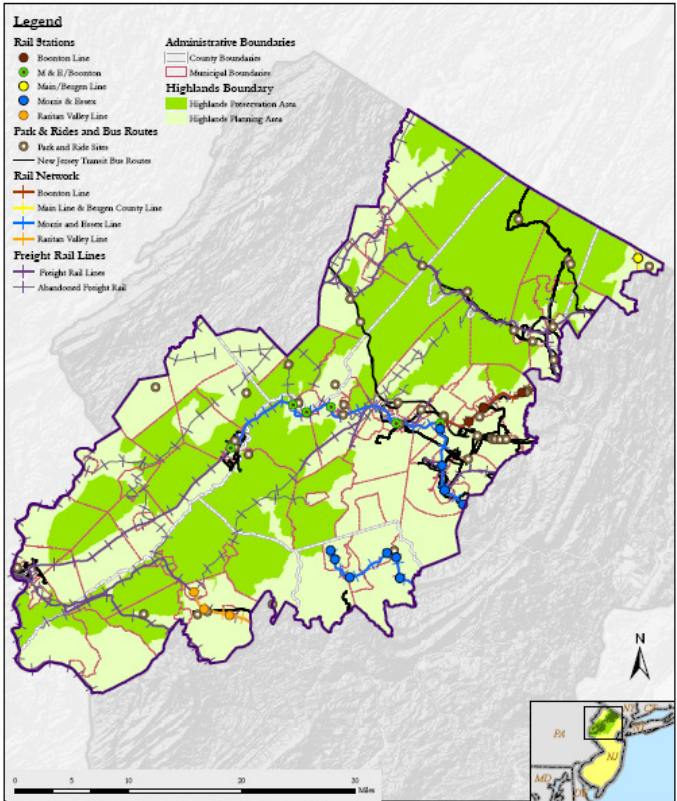 Legend
Rail Stations
Boonton Line
M & E/Boonton
Main/Bergen Line
Morris & Essex
Raritan Valley Line
Park & Rides and Bus Routes
Park and Ride Sites
New Jersey Transit Bus Routes
Rail Network
Boonton Line
Main Line & Bergen County Line
Morris and Essex Line
Raritan Valley Line
Freight Rail Lines
Freight Rail Lines
Abandoned Freight Rail
Administrative Boundaries
County Boundaries
Municipal Boundaries
Highlands Boundary
Highlands Preservation Area
Highlands Planning Area
N
NY CT
NY
PA
NJ
MD
DE
0 5 10 20 30
Miles